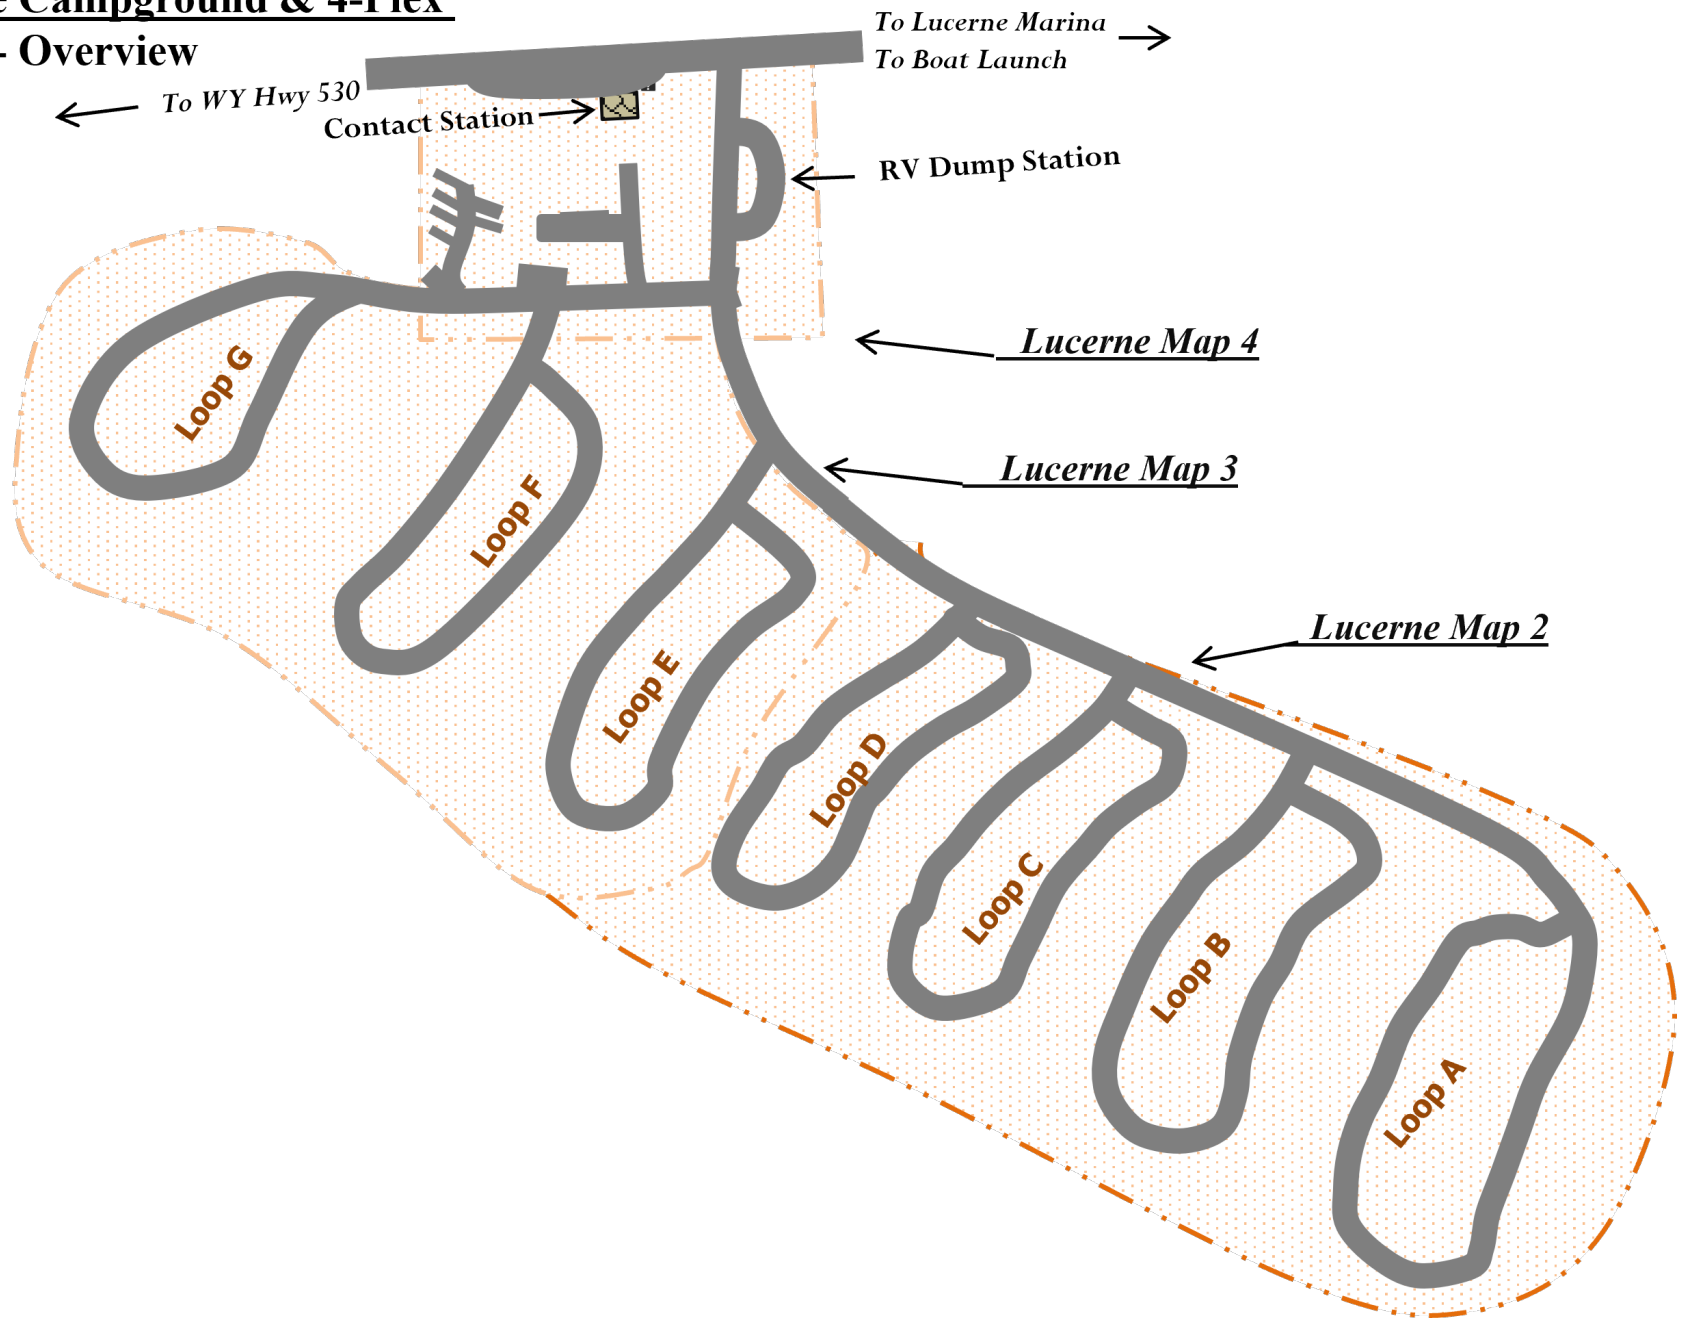 e Campground & 4-Plex
- Overview
To Lucerne Marina
To Boat Launch
To WY Hwy 530
Contact Station
RV Dump Station
Lucerne Map 4
Loop G
Lucerne Map 3
Loop F
Lucerne Map 2
Loop E
Loop D
Loop C
Loop B
Loop A